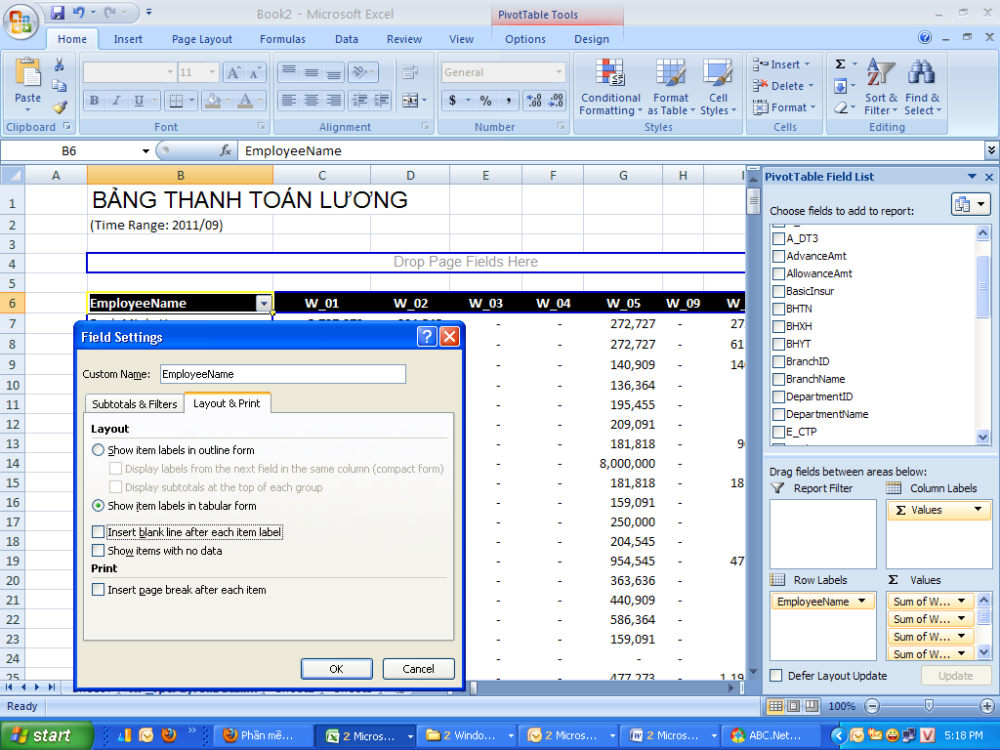 Book2 - Microsoft Excel
PivotTable Tools
Home Insert Page Layout Formulas Data Review View Options Design
Paste
11
General
B I U
$ % ,
Conditional Formatting
Format as Table
Cell Styles
Insert
Delete
Format
Sort & Filter
Find & Select
Clipboard Font Alignment Number Styles Cells Editing
B6 fx EmployeeName
A B C D E F G H I
1 BẢNG THANH TOÁN LƯƠNG
2 (Time Range: 2011/09)
3
4 Drop Page Fields Here
5
6 EmployeeName W_01 W_02 W_03 W_04 W_05 W_09
7 - - 272,727 -
8 - - 272,727 - 61
9 - - 140,909 -
10 - - 136,364 -
11 - - 195,455 -
12 - - 209,091 -
13 - - 181,818 -
14 - - 8,000,000 -
15 - - 181,818 - 18
16 - - 159,091 -
17 - - 250,000 -
18 - - 204,545 -
19 - - 954,545 - 47
20 - - 363,636 -
21 - - 440,909 -
22 - - 586,364 -
23 - - 159,091 -
24 - - - -
25 - - 477,273 - 1,19
Field Settings
Custom Name: EmployeeName
Subtotals & Filters Layout & Print
Layout
Show item labels in outline form
Display labels from the next field in the same column (compact form)
Display subtotals at the top of each group
Show item labels in tabular form
Insert blank line after each item label
Show items with no data
Print
Insert page break after each item
OK Cancel
PivotTable Field List
Choose fields to add to report:
A_DT3
AdvanceAmt
AllowanceAmt
BasicInsur
BHTN
BHXH
BHYT
BranchID
BranchName
DepartmentID
DepartmentName
E_CTP
Drag fields between areas below:
Report Filter Column Labels
Σ Values
Row Labels Σ Values
EmployeeName Sum of W...
Sum of W...
Sum of W...
Sum of W...
Defer Layout Update Update
Ready 100%
start Phần mề... 2 Micros... 2 Windo... 2 Micros... 2 Micros... ABC.Net... 5:18 PM